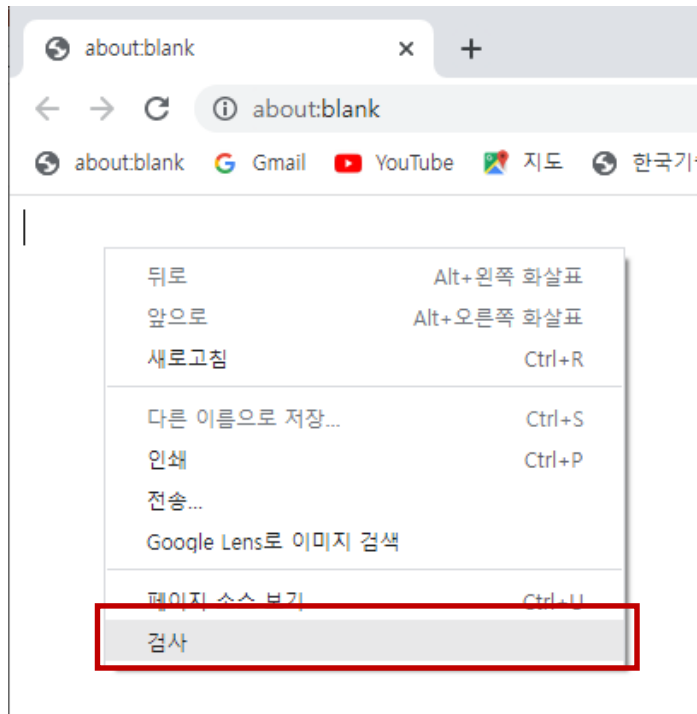 about:blank
about:blank
about:blank Gmail YouTube 지도 한국기
뒤로 Alt+왼쪽 화살표
앞으로 Alt+오른쪽 화살표
새로고침 Ctrl+R
다른 이름으로 저장... Ctrl+S
인쇄 Ctrl+P
전송...
Google Lens로 이미지 검색
페이지 소스 보기 Ctrl+U
검사